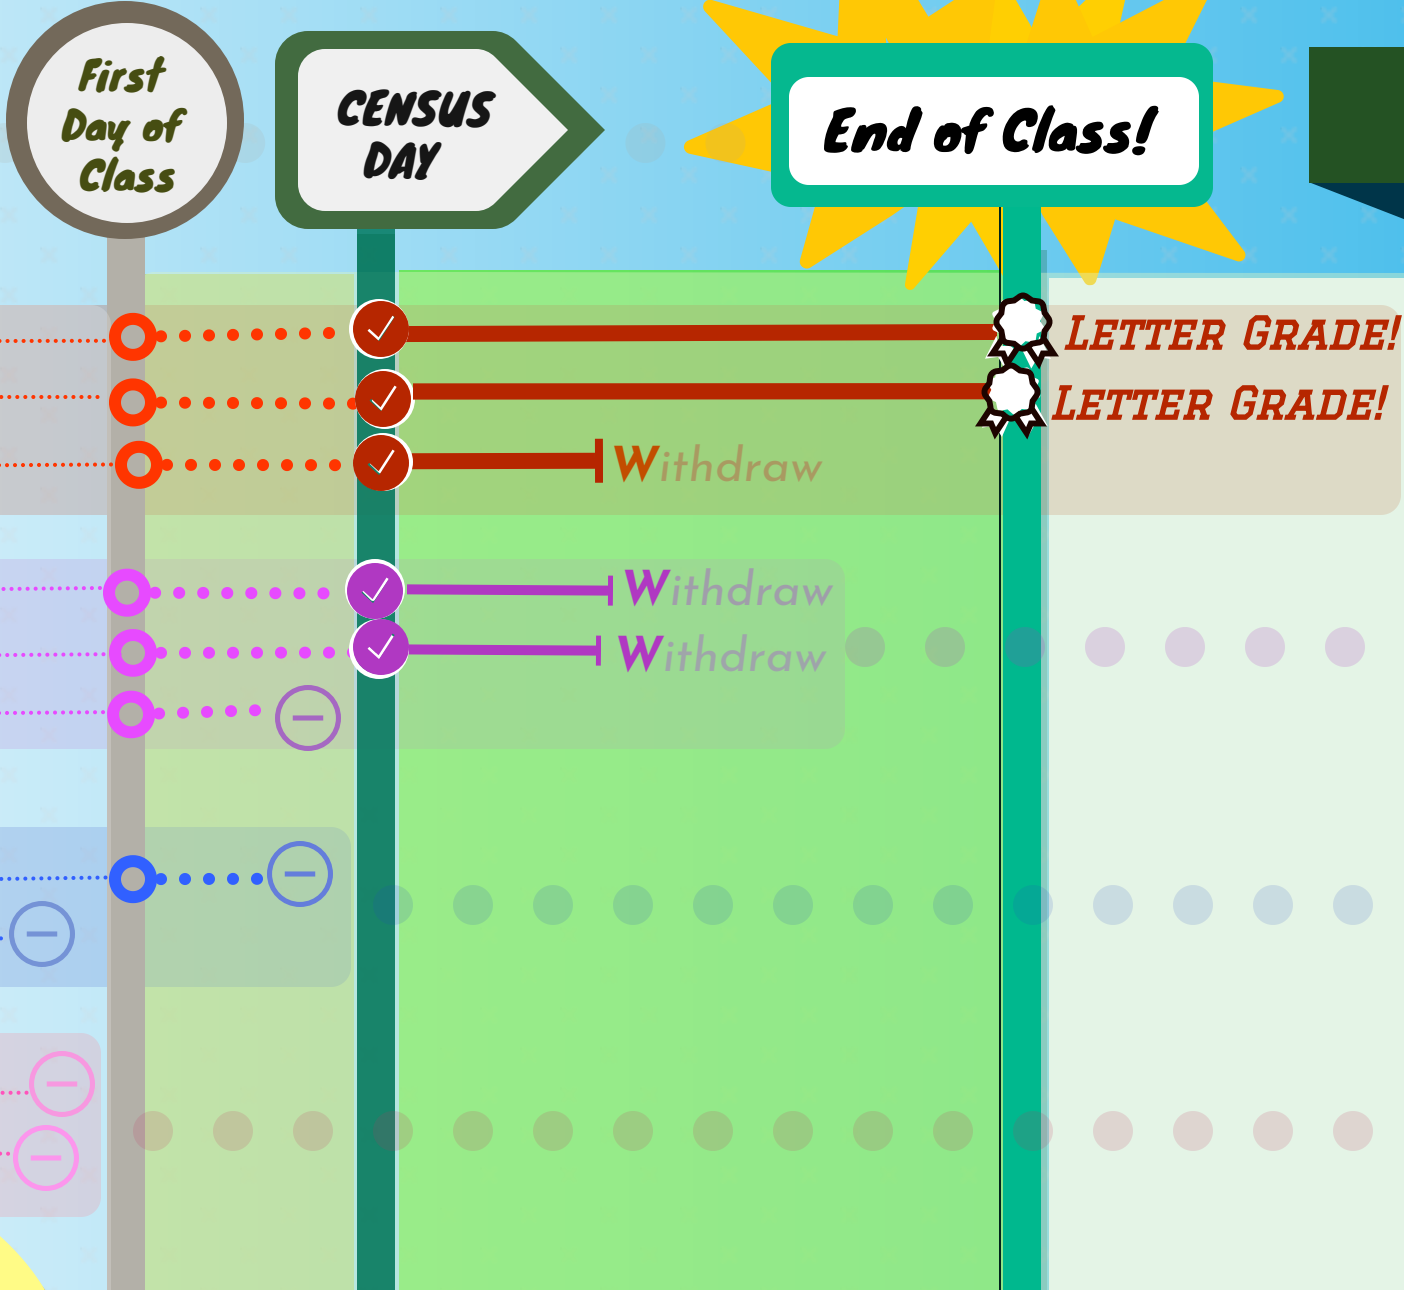 First
Day of
Class
CENSUS
DAY
End of Class!
LETTER GRADE!
LETTER GRADE!
Withdraw
Withdraw
Withdraw